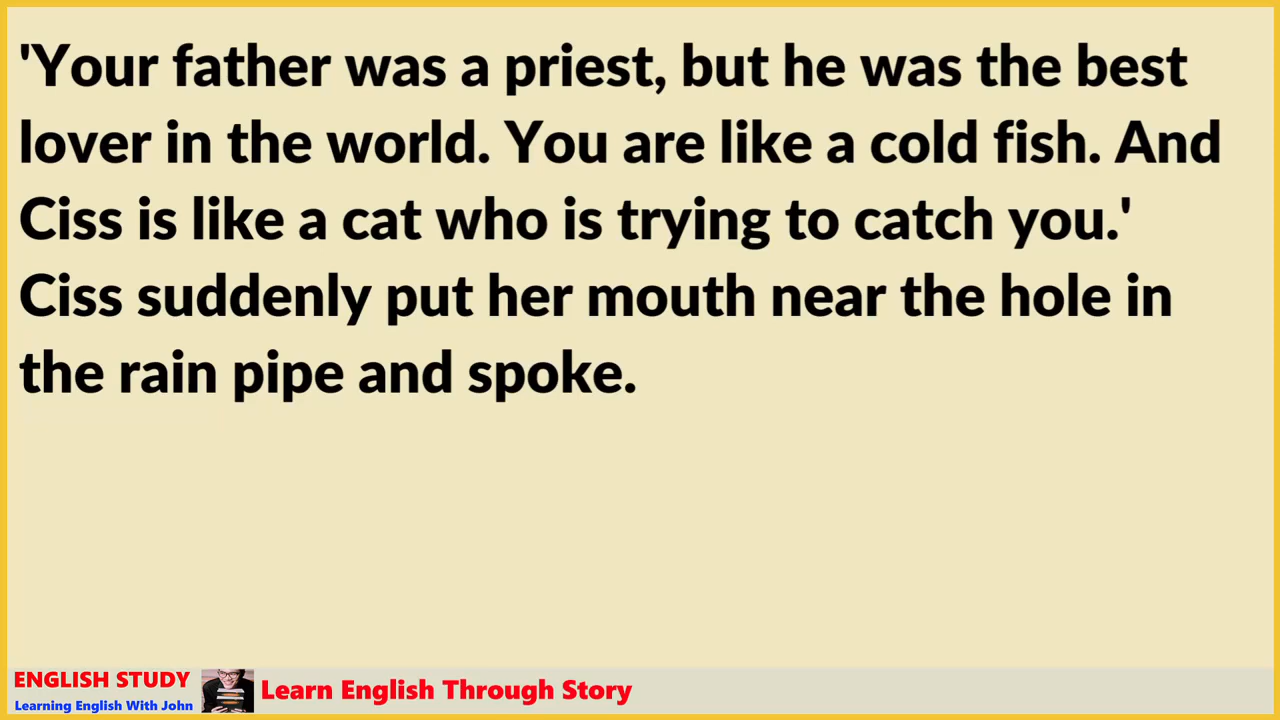 'Your father was a priest, but he was the best
lover in the world. You are like a cold fish. And
Ciss is like a cat who is trying to catch you.'
Ciss suddenly put her mouth near the hole in
the rain pipe and spoke.
ENGLISH STUDY
Learning English With John
Learn English Through Story